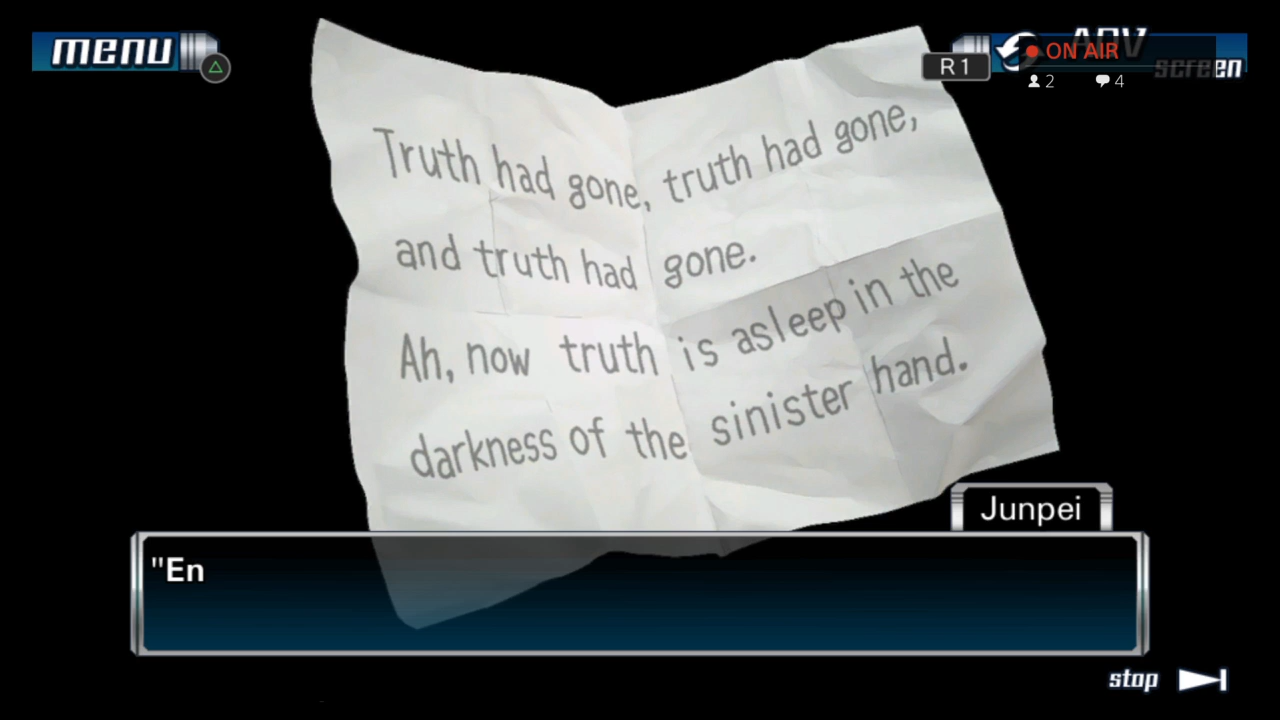 menu
R1
ADV
screen
ON AIR
2
4
Truth had gone, truth had gone,
and truth had gone.
Ah, now truth is asleep in the
darkness of the sinister hand.
Junpei
"En
stop